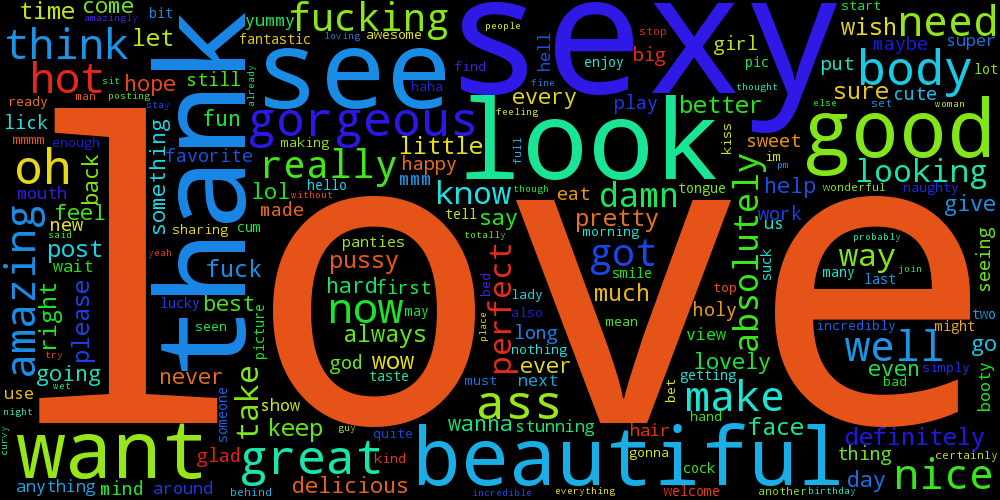 time come bit yummy fucking people sexy start
amazingly fantastic loving awesome wish need
think let see hell stop girl maybe super
hot hope still already find big pic put body lot
sit haha enjoy thought sure cute
ready man posting stay fine every play better else set woman
lick fun gorgeous feeling look kiss sweet good
mmmm enough something making little full im
oh thank favorite really happy pm looking
mouth back lol hello mmm know though eat damn tongue help wonderful naughty
feel without made tell say pretty absolutely work give
new said sharing cum totally morning us
amazing post yeah panties got suck way probably seeing
wait fuck pussy perfect smile many last join
right please lucky best hard first bed lady much top holy two
seen picture now may also mean incredibly might
love
try going never god always wow place long nothing view well go
wet taste ever lovely even simply
use someone take show must next getting bad booty
night ass bet make
curvy want keep guy wanna stunning hand face
glad great quite hair beautiful definitely
kind gonna cock thing certainly
anything mind around delicious day nice
behind incredible everything welcome another birthday